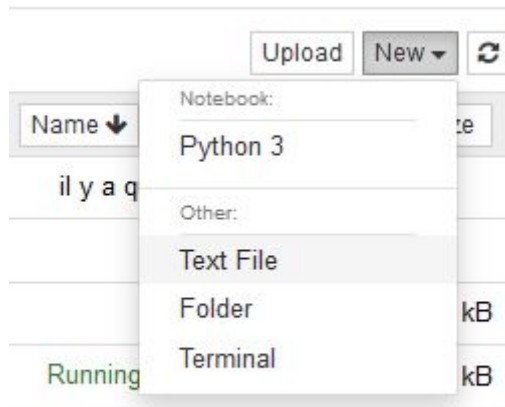 Upload New
Name ze
Notebook:
Python 3
il y a q
Other:
Text File
Folder
kB
Terminal
Running kB